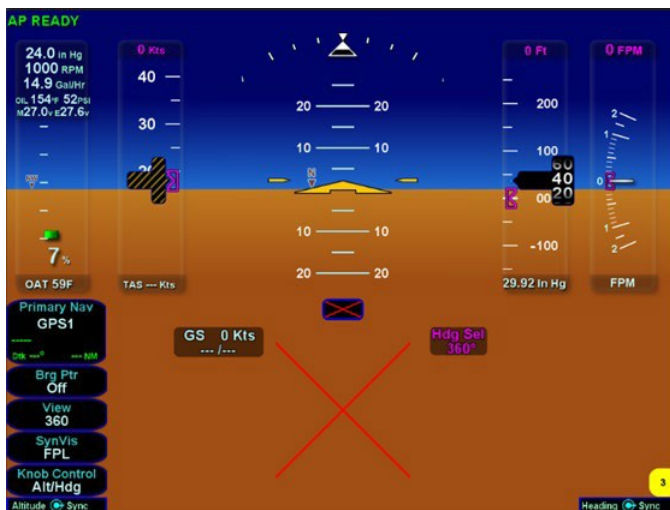 AP READY
24.0 in Hg
1000 RPM
14.9 Gal/Hr
OIL 154°F 52PSI
M27.0v E27.6v
7 %
OAT 59F
0 Kts
40
30
TAS --- Kts
20 20
10 10
N
10 10
20 20
0 Ft
200
100
60
40
20
00
-100
29.92 In Hg
0 FPM
2
1
0
1
2
FPM
Primary Nav
GPS1
-----
Dtk ---° --- NM
Brg Ptr
Off
View
360
SynVis
FPL
Knob Control
Alt/Hdg
Altitude Sync
GS 0 Kts
--- /---
Hdg Sel
360°
3
Heading Sync